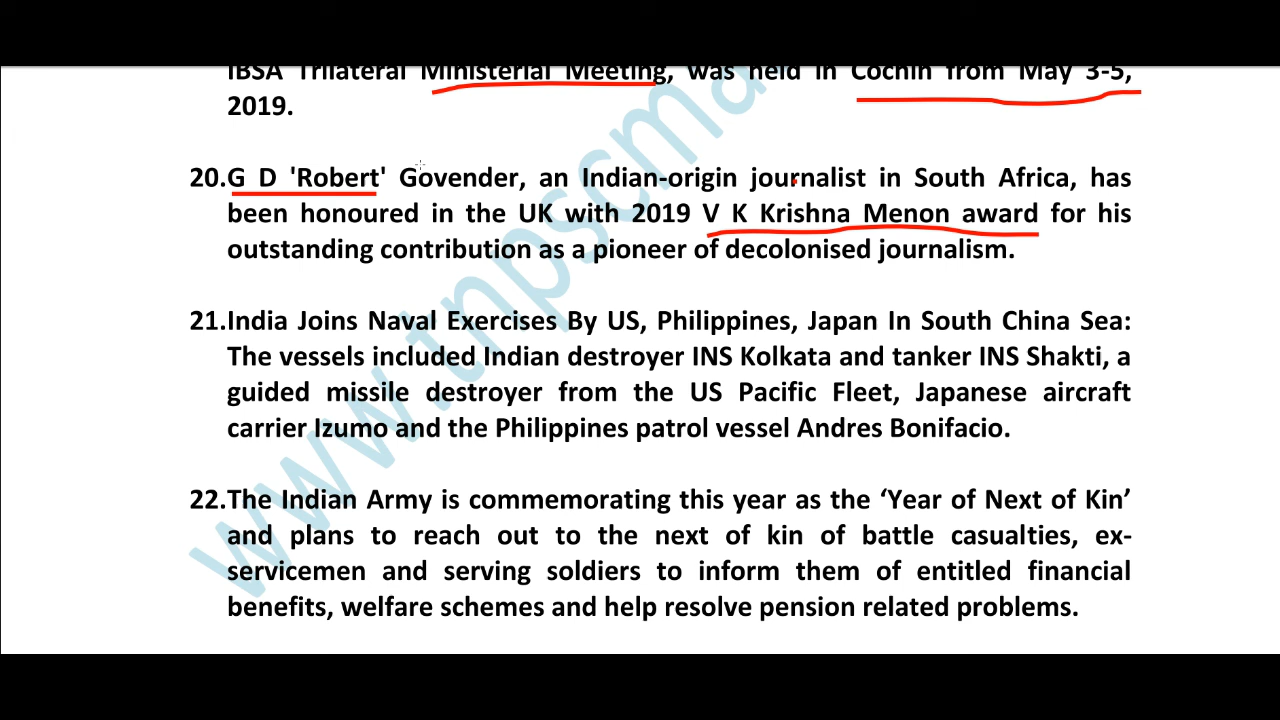 IBSA Trilateral Ministerial Meeting, was held in Cochin from May 3-5,
2019.
20.G D 'Robert' Govender, an Indian-origin journalist in South Africa, has
been honoured in the UK with 2019 V K Krishna Menon award for his
outstanding contribution as a pioneer of decolonised journalism.
21.India Joins Naval Exercises By US, Philippines, Japan In South China Sea:
The vessels included Indian destroyer INS Kolkata and tanker INS Shakti, a
guided missile destroyer from the US Pacific Fleet, Japanese aircraft
carrier Izumo and the Philippines patrol vessel Andres Bonifacio.
22.The Indian Army is commemorating this year as the ‘Year of Next of Kin’
and plans to reach out to the next of kin of battle casualties, ex-
servicemen and serving soldiers to inform them of entitled financial
benefits, welfare schemes and help resolve pension related problems.